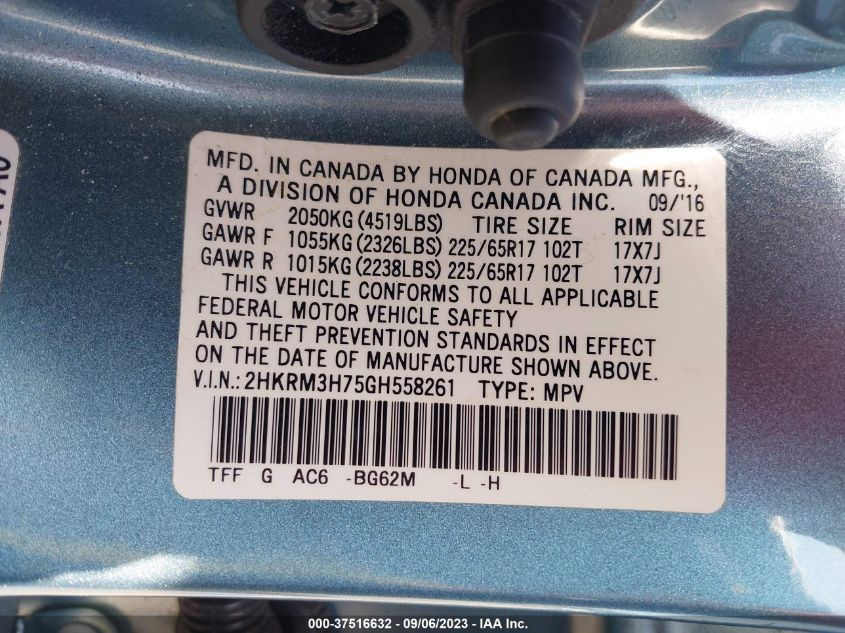 MFD. IN CANADA BY HONDA OF CANADA MFG.,
A DIVISION OF HONDA CANADA INC. 09/'16
GVWR 2050KG (4519LBS) TIRE SIZE RIM SIZE
GAWR F 1055KG (2326LBS) 225/65R17 102T 17X7J
GAWR R 1015KG (2238LBS) 225/65R17 102T 17X7J
THIS VEHICLE CONFORMS TO ALL APPLICABLE
FEDERAL MOTOR VEHICLE SAFETY
AND THEFT PREVENTION STANDARDS IN EFFECT
ON THE DATE OF MANUFACTURE SHOWN ABOVE.
V.I.N.: 2HKRM3H75GH558261 TYPE: MPV
TFF G AC6 -BG62M -L -H
000-37516632 - 09/06/2023 - IAA Inc.